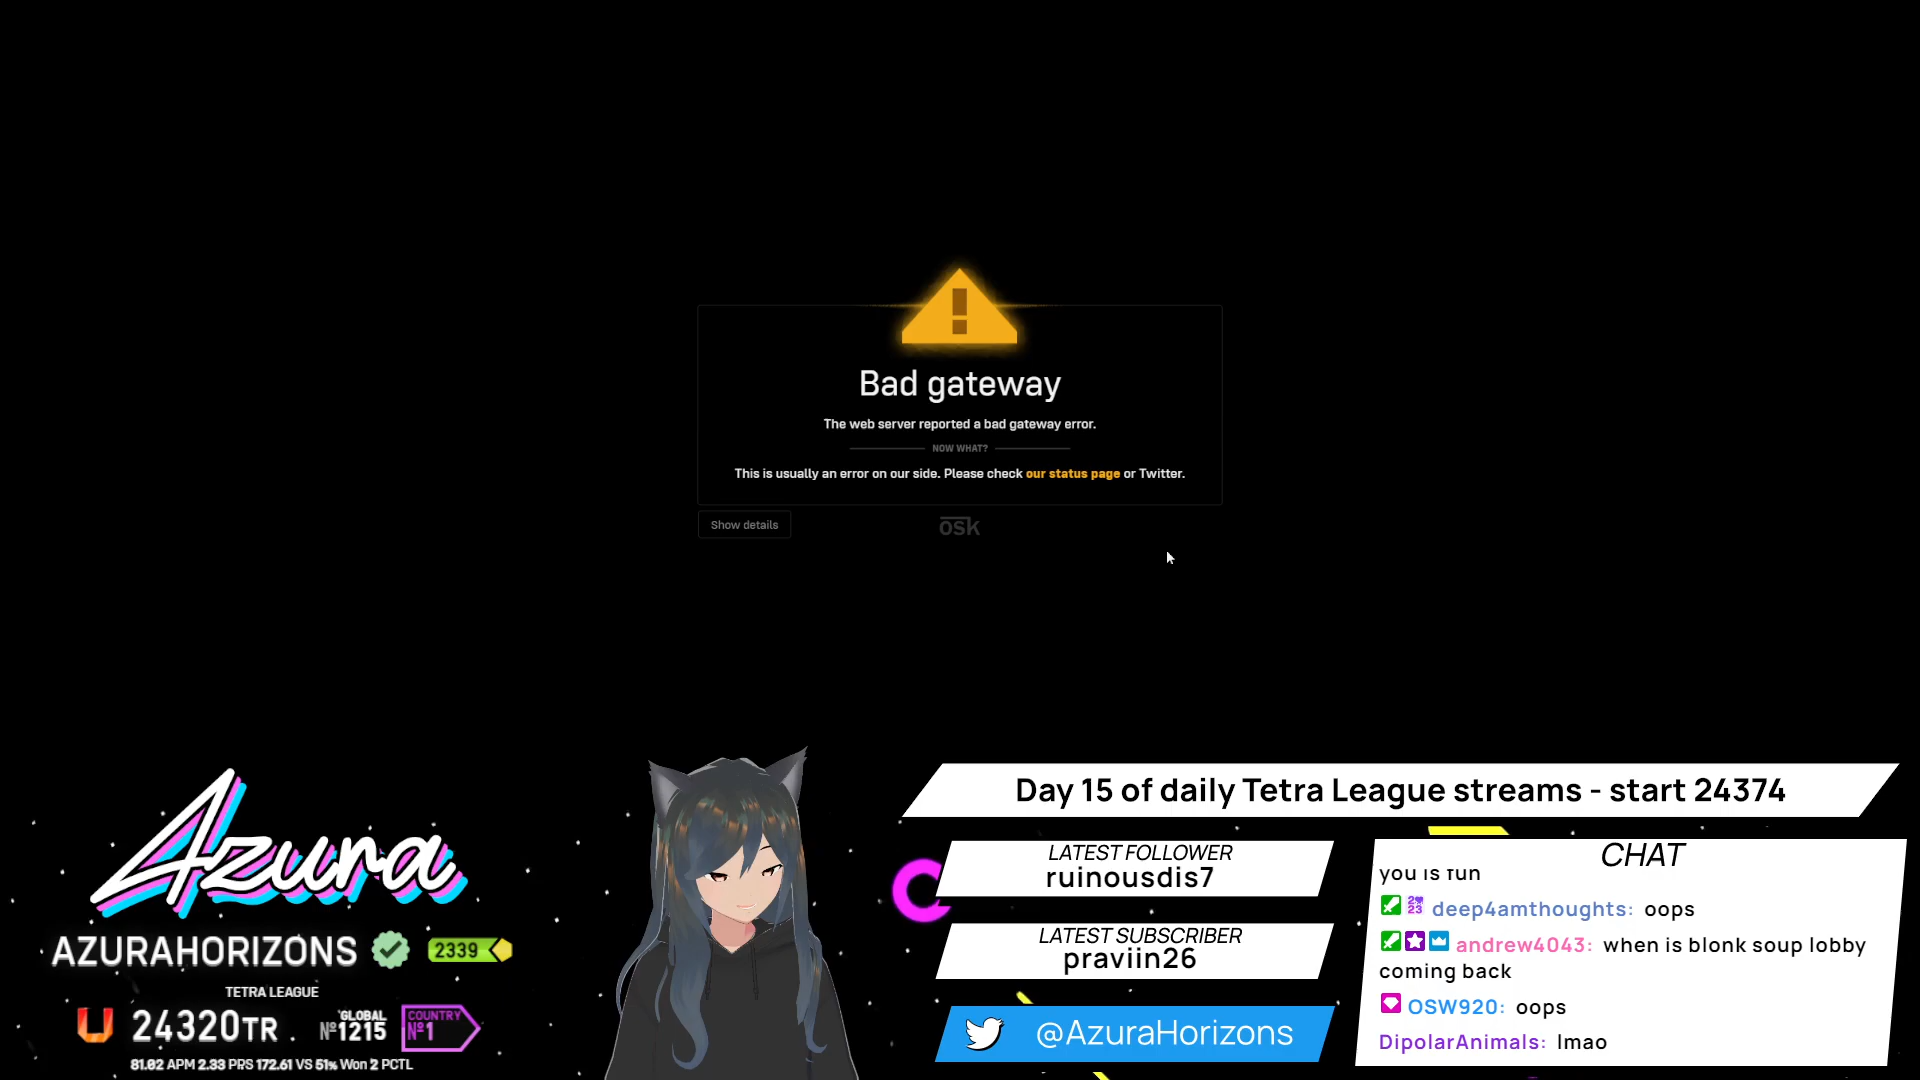 Bad gateway
The web server reported a bad gateway error.
NOW WHAT?
This is usually an error on our side. Please check our status page or Twitter.
Show details
osk
Azura
AZURAHORIZONS 2339
TETRA LEAGUE
24320TR GLOBAL №1215 COUNTRY №1
81.02 APM 2.33 PPS 172.61 VS 51% Won 2 PCTL
Day 15 of daily Tetra League streams - start 24374
LATEST FOLLOWER
ruinousdis7
LATEST SUBSCRIBER
praviin26
@AzuraHorizons
CHAT
you is fun
deep4amthoughts: oops
andrew4043: when is blonk soup lobby
coming back
OSW920: oops
DipolarAnimals: lmao